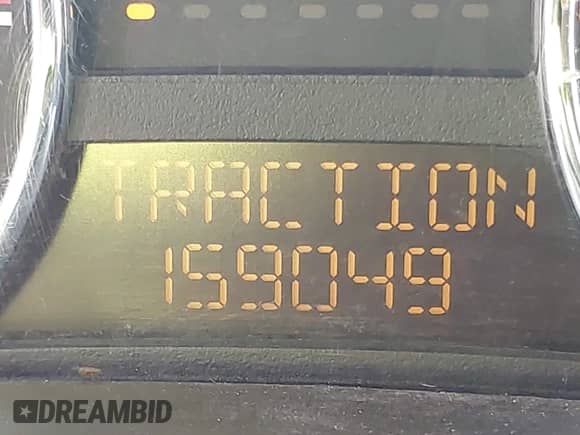 TRACTION
159049
DREAMBID